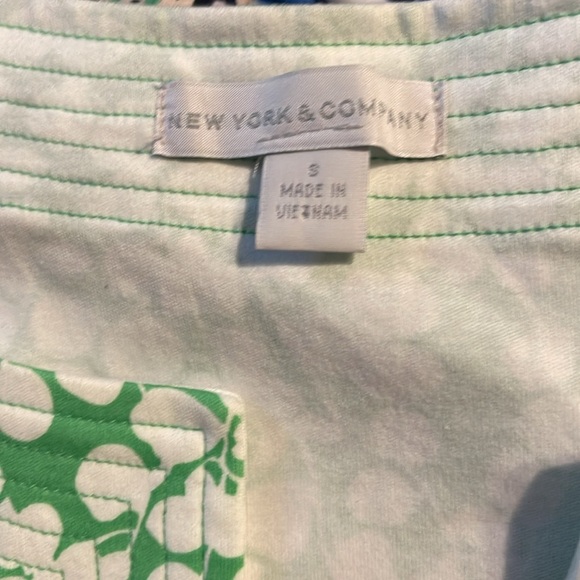 NEW YORK & COMPANY
S
MADE IN
VIETNAM